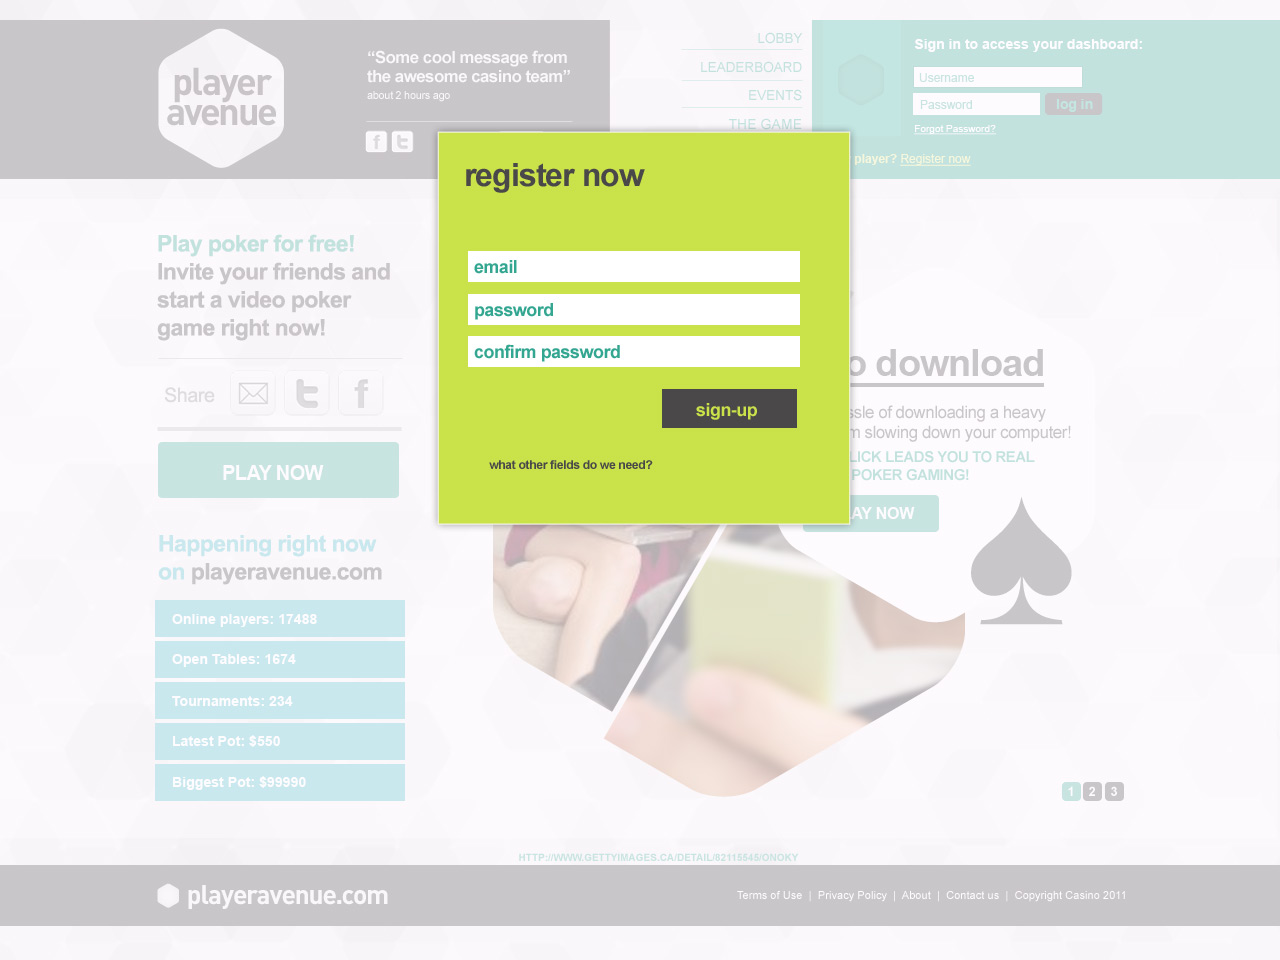 player
avenue
“Some cool message from
the awesome casino team”
about 2 hours ago
LOBBY
LEADERBOARD
EVENTS
THE GAME
Sign in to access your dashboard:
Username
Password
log in
Forgot Password?
player? Register now
register now
email
password
confirm password
sign-up
what other fields do we need?
Play poker for free!
Invite your friends and
start a video poker
game right now!
Share
PLAY NOW
Happening right now
on playeravenue.com
Online players: 17488
Open Tables: 1674
Tournaments: 234
Latest Pot: $550
Biggest Pot: $99990
download
of downloading a heavy
slowing down your computer!
LEADS YOU TO REAL
POKER GAMING!
NOW
1 2 3
HTTP://WWW.GETTYIMAGES.CA/DETAIL/82115545/ONOKY
playeravenue.com
Terms of Use | Privacy Policy | About | Contact us | Copyright Casino 2011